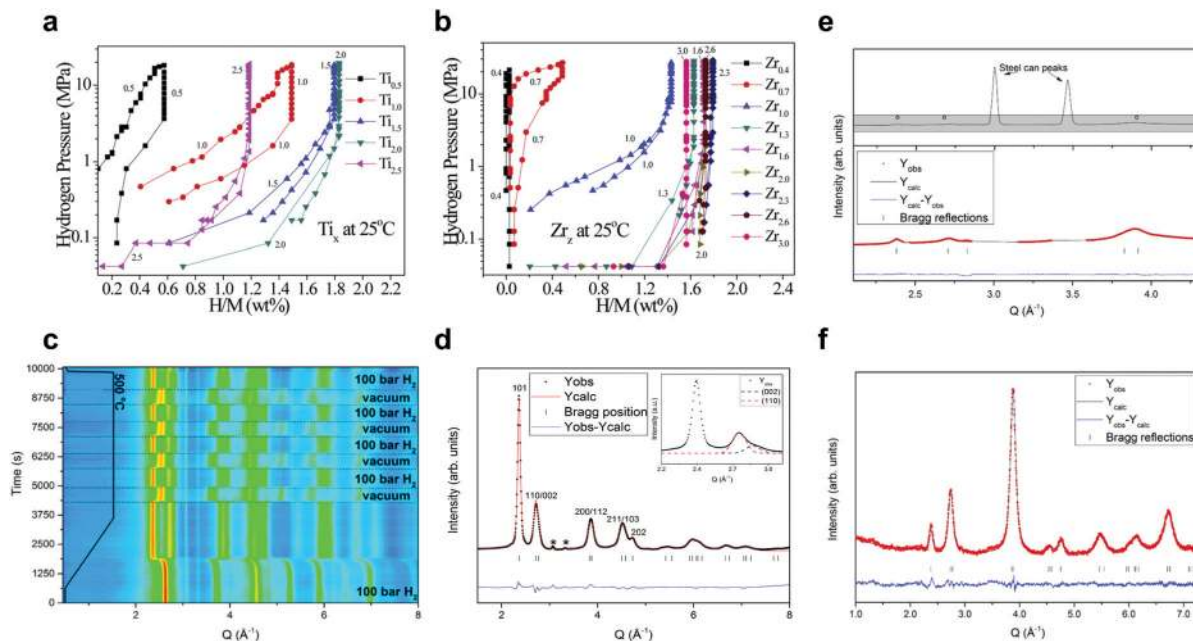 a
Hydrogen Pressure (MPa)
10
1
0.1
0.5
0.5
1.0
1.0
1.5
1.5
2.0
2.0
2.5
2.5
Ti0.5
Ti1.0
Ti1.5
Ti2.0
Ti2.5
Tix at 25°C
0.2 0.6 1.0 1.4 1.8 2.2
H/M (wt%)
b
Hydrogen Pressure (MPa)
10
1
0.1
0.4
0.4
0.7
0.7
1.0
1.0
1.3
3.0
1.6
2.6
2.3
2.0
Zr0.4
Zr0.7
Zr1.0
Zr1.3
Zr1.6
Zr2.0
Zr2.3
Zr2.6
Zr3.0
Zrz at 25°C
0.0 0.4 0.8 1.2 1.6 2.0 2.4
H/M (wt%)
e
Intensity (arb. units)
Steel can peaks
Yobs
Ycalc
Ycalc-Yobs
Bragg reflections
2.5 3.0 3.5 4.0
Q (Å-1)
c
Time (s)
10000
8750
7500
6250
5000
3750
2500
1250
0
500 °C
100 bar H2
vacuum
100 bar H2
vacuum
100 bar H2
vacuum
100 bar H2
vacuum
100 bar H2
2 4 6 8
Q (Å-1)
d
Intensity (arb. units)
101
110/002
* *
200/112
211/103
202
Yobs
Ycalc
Bragg position
Yobs-Ycalc
Intensity (a.u.)
(002)
(110)
2.2 2.4 2.7 3.0
Q (Å-1)
2 4 6 8
Q (Å-1)
f
Intensity (arb. units)
Yobs
Ycalc
Yobs-Ycalc
Bragg reflections
1.0 2.0 3.0 4.0 5.0 6.0 7.0
Q (Å-1)